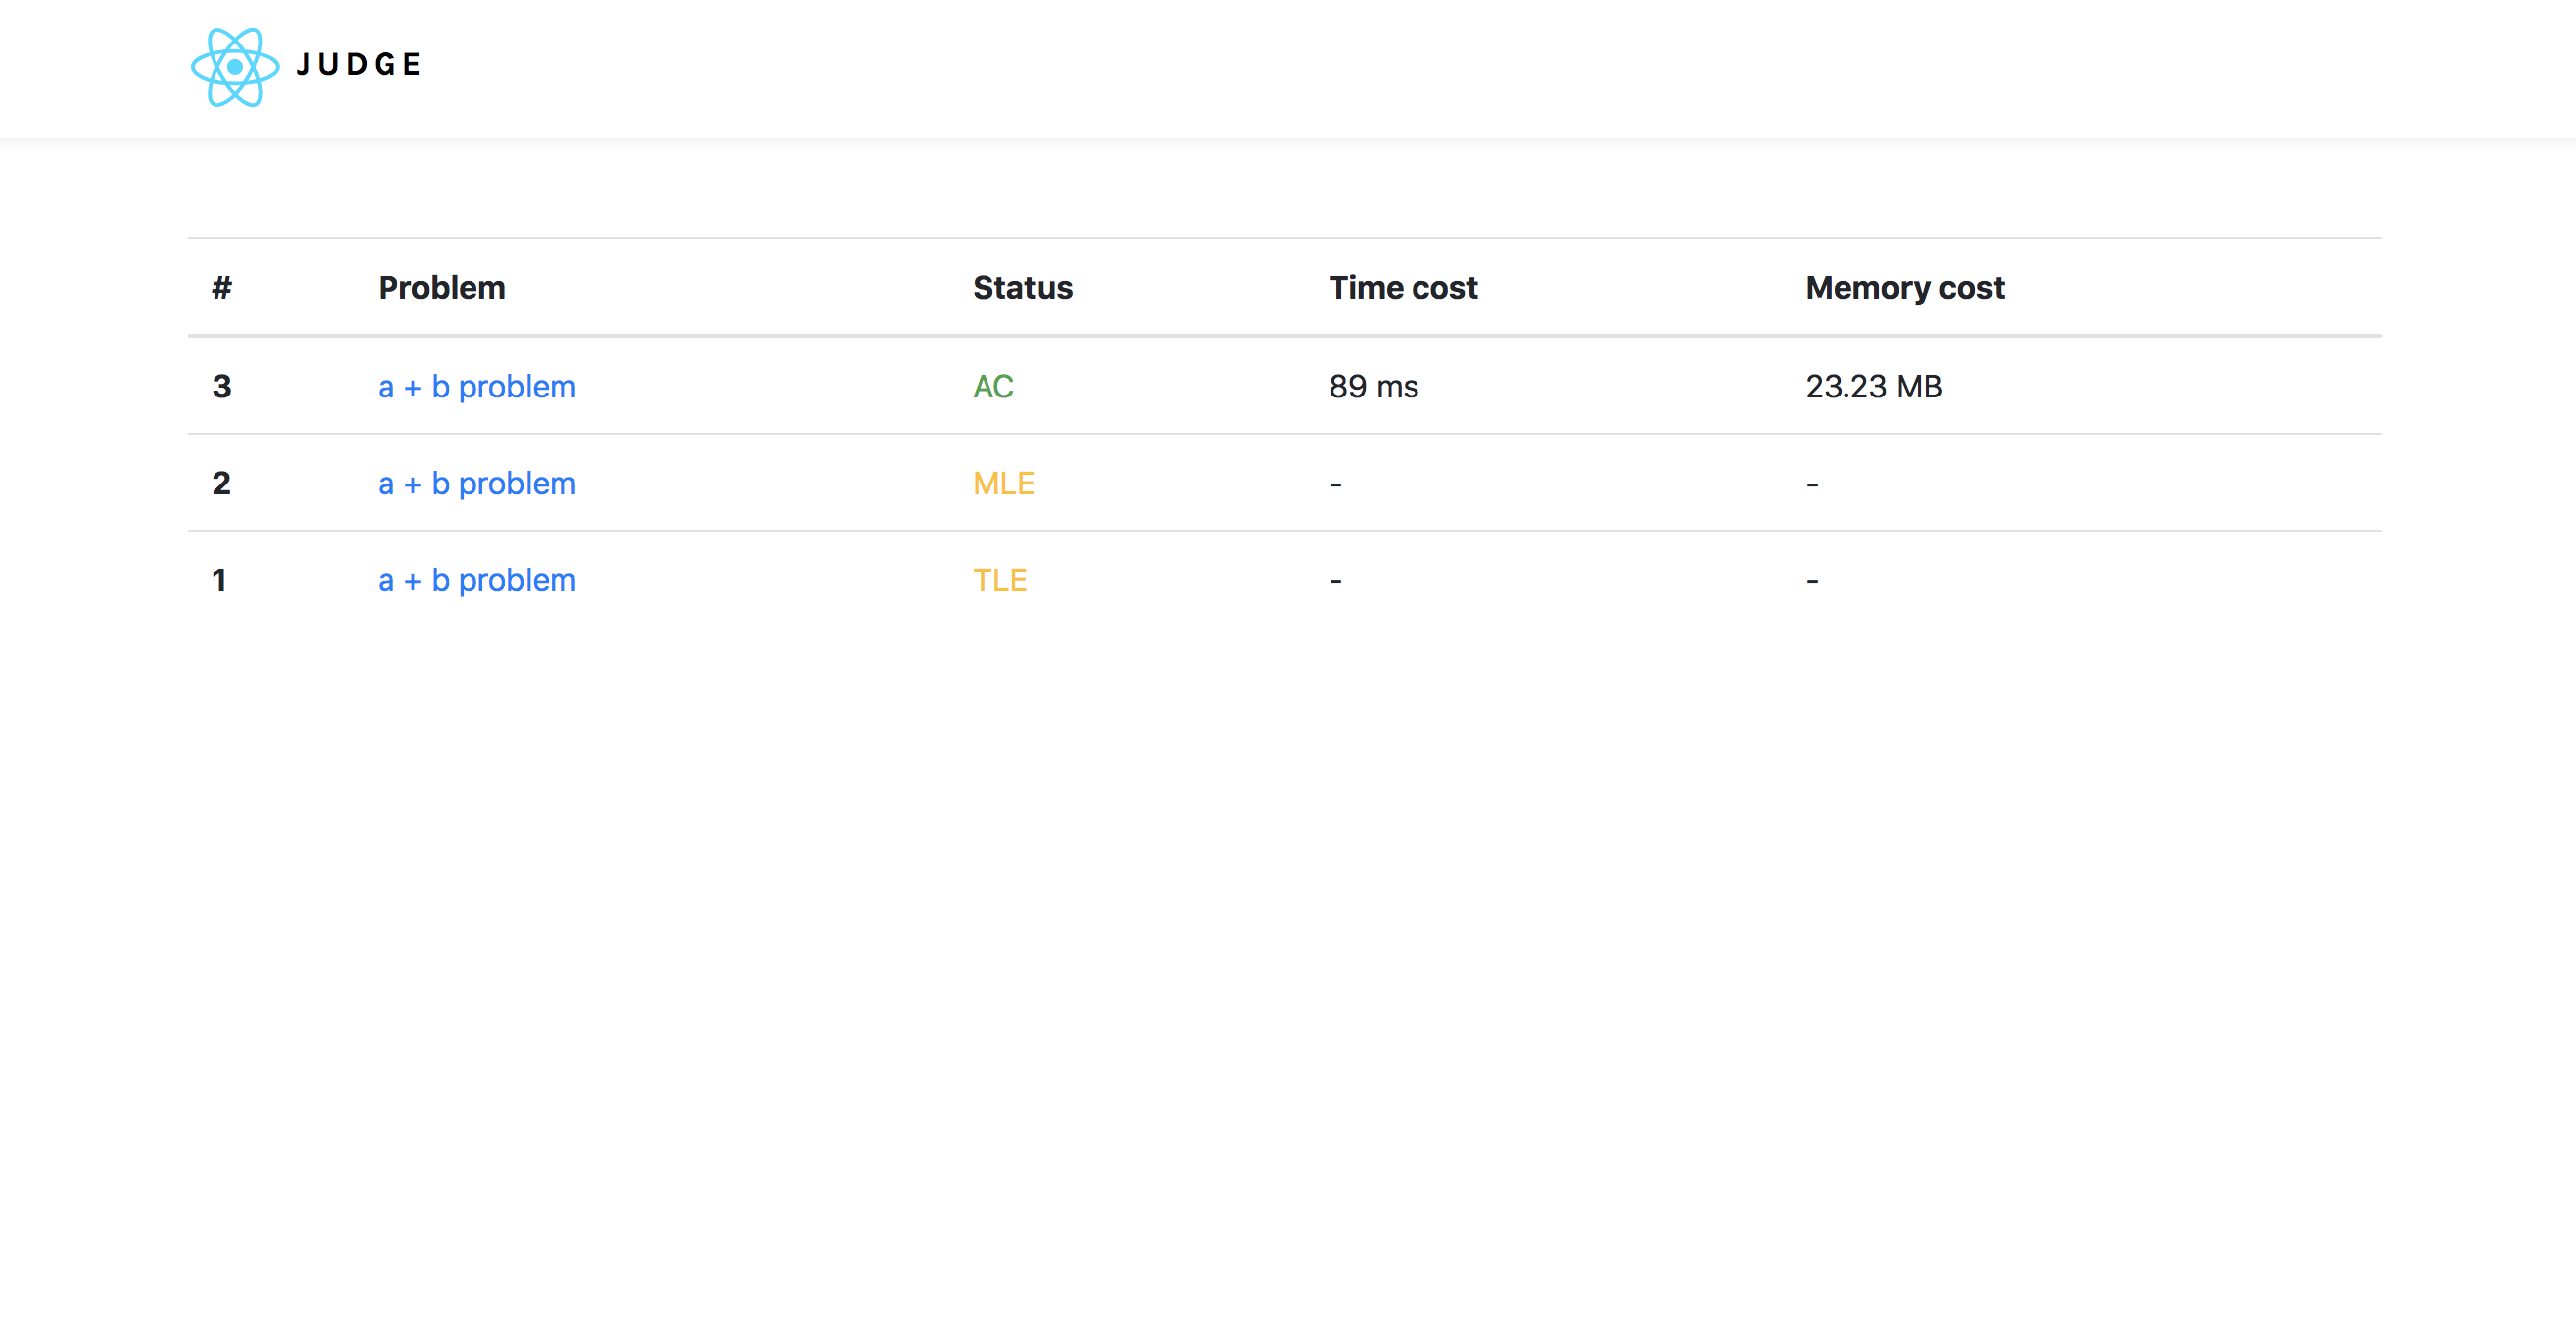 JUDGE
# Problem Status Time cost Memory cost
3 a + b problem AC 89 ms 23.23 MB
2 a + b problem MLE - -
1 a + b problem TLE - -